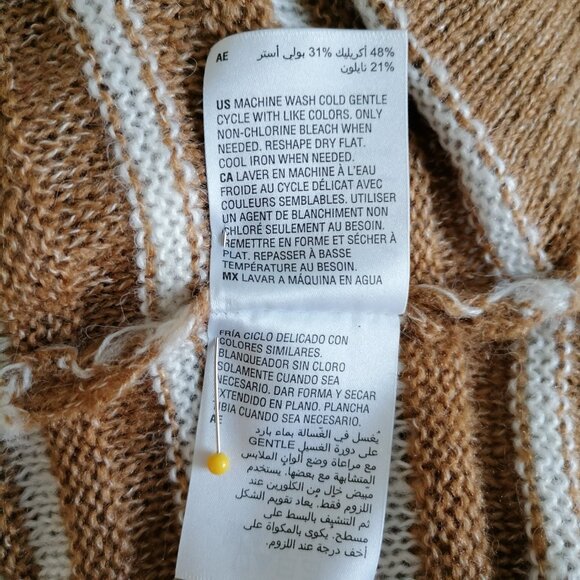 AE %48 أكريليك %31 بولي أستر
%21 نايلون
US MACHINE WASH COLD GENTLE
CYCLE WITH LIKE COLORS. ONLY
NON-CHLORINE BLEACH WHEN
NEEDED. RESHAPE DRY FLAT.
COOL IRON WHEN NEEDED.
CA LAVER EN MACHINE À L'EAU
FROIDE AU CYCLE DÉLICAT AVEC
COULEURS SEMBLABLES. UTILISER
UN AGENT DE BLANCHIMENT NON
CHLORÉ SEULEMENT AU BESOIN.
REMETTRE EN FORME ET SÉCHER À
PLAT. REPASSER À BASSE
TEMPÉRATURE AU BESOIN.
MX LAVAR A MÁQUINA EN AGUA
FRÍA CICLO DELICADO CON
COLORES SIMILARES.
BLANQUEADOR SIN CLORO
SOLAMENTE CUANDO SEA
NECESARIO. DAR FORMA Y SECAR
EXTENDIDO EN PLANO. PLANCHA
TIBIA CUANDO SEA NECESARIO.
AE
يُغسل في الغسالة بماء بارد
على دورة الغسيل GENTLE
مع مراعاة وضع ألوان الملابس
المتشابهة مع بعضها. يستخدم
مبيض خالٍ من الكلورين عند
اللزوم فقط. يعاد تقويم الشكل
ثم التنشيف بالبسط على
مسطح. يُكوى بالمكواة على
أخف درجة عند اللزوم.